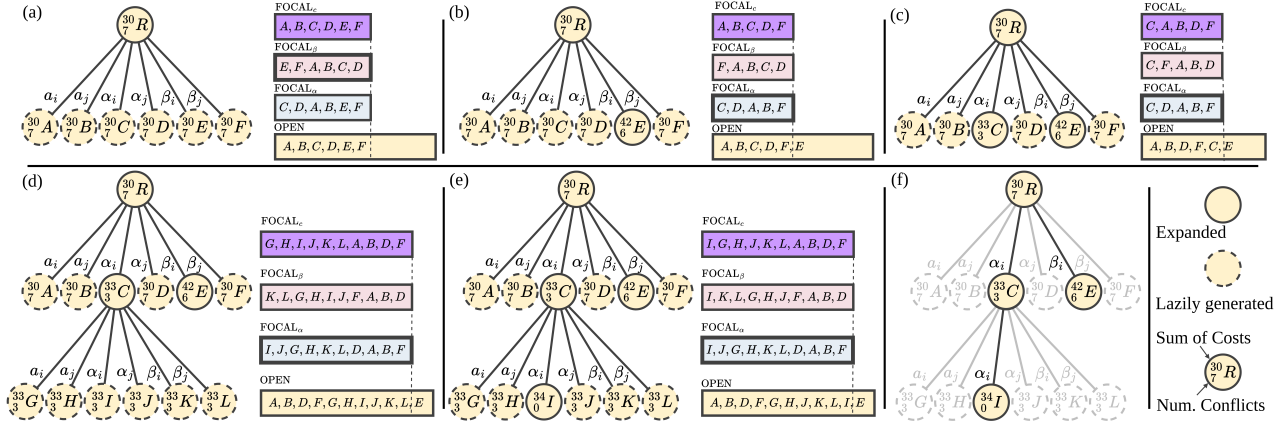 (a)
30 7 R
a_i a_j α_i α_j β_i β_j
30 7 A 30 7 B 30 7 C 30 7 D 30 7 E 30 7 F
FOCAL_c
A, B, C, D, E, F
FOCAL_β
E, F, A, B, C, D
FOCAL_α
C, D, A, B, E, F
OPEN
A, B, C, D, E, F
(b)
30 7 R
a_i a_j α_i α_j β_i β_j
30 7 A 30 7 B 30 7 C 30 7 D 42 6 E 30 7 F
FOCAL_c
A, B, C, D, F
FOCAL_β
F, A, B, C, D
FOCAL_α
C, D, A, B, F
OPEN
A, B, C, D, F, E
(c)
30 7 R
a_i a_j α_i α_j β_i β_j
30 7 A 30 7 B 33 3 C 30 7 D 42 6 E 30 7 F
FOCAL_c
C, A, B, D, F
FOCAL_β
C, F, A, B, D
FOCAL_α
C, D, A, B, F
OPEN
A, B, D, F, C, E
(d)
30 7 R
a_i a_j α_i α_j β_i β_j
30 7 A 30 7 B 33 3 C 30 7 D 42 6 E 30 7 F
a_i a_j α_i α_j β_i β_j
33 3 G 33 3 H 33 3 I 33 3 J 33 3 K 33 3 L
FOCAL_c
G, H, I, J, K, L, A, B, D, F
FOCAL_β
K, L, G, H, I, J, F, A, B, D
FOCAL_α
I, J, G, H, K, L, D, A, B, F
OPEN
A, B, D, F, G, H, I, J, K, L, E
(e)
30 7 R
a_i a_j α_i α_j β_i β_j
30 7 A 30 7 B 33 3 C 30 7 D 42 6 E 30 7 F
a_i a_j α_i α_j β_i β_j
33 3 G 33 3 H 34 0 I 33 3 J 33 3 K 33 3 L
FOCAL_c
I, G, H, J, K, L, A, B, D, F
FOCAL_β
I, K, L, G, H, J, F, A, B, D
FOCAL_α
I, J, G, H, K, L, D, A, B, F
OPEN
A, B, D, F, G, H, J, K, L, I, E
(f)
30 7 R
a_i a_j α_i α_j β_i β_j
30 7 A 30 7 B 33 3 C 30 7 D 42 6 E 30 7 F
a_i a_j α_i α_j β_i β_j
33 3 G 33 3 H 34 0 I 33 3 J 33 3 K 33 3 L
Expanded
Lazily generated
Sum of Costs
30 7 R
Num. Conflicts